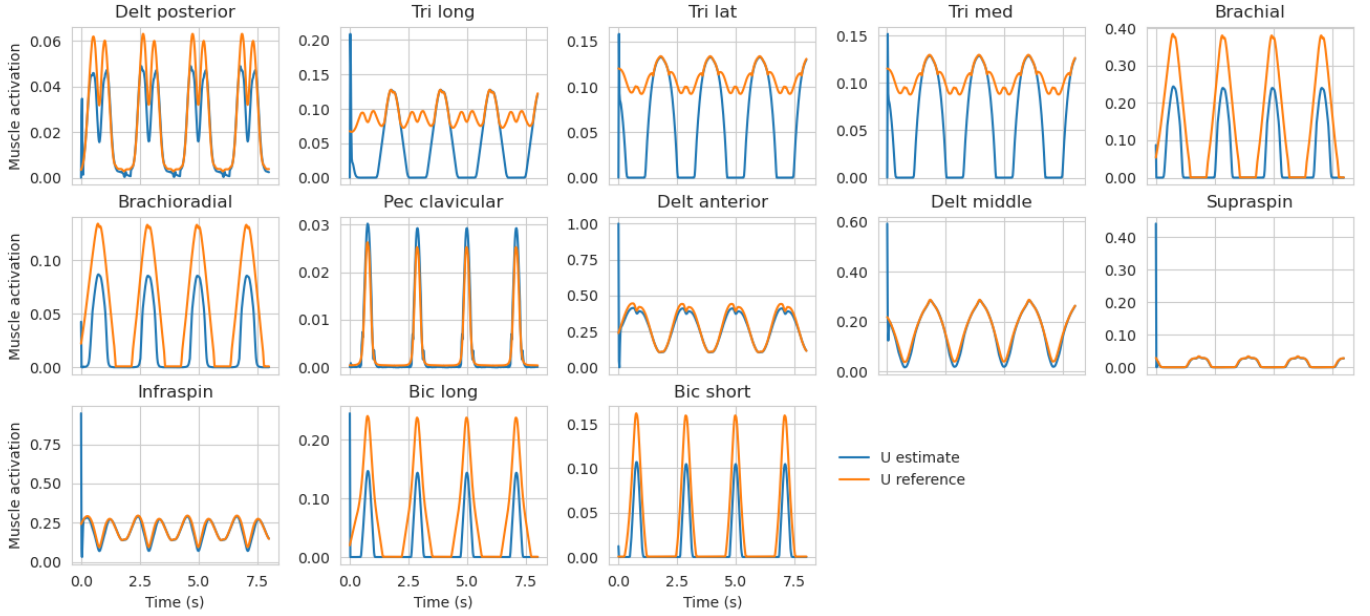 Delt posterior
Tri long
Tri lat
Tri med
Brachial
Muscle activation
0.06
0.04
0.02
0.00
0.20
0.15
0.10
0.05
0.00
0.15
0.10
0.05
0.00
0.15
0.10
0.05
0.00
0.40
0.30
0.20
0.10
0.00
Brachioradial
Pec clavicular
Delt anterior
Delt middle
Supraspin
Muscle activation
0.10
0.05
0.00
0.03
0.02
0.01
0.00
1.00
0.75
0.50
0.25
0.00
0.60
0.40
0.20
0.00
0.40
0.30
0.20
0.10
0.00
Infraspin
Bic long
Bic short
Muscle activation
0.75
0.50
0.25
0.00
0.20
0.10
0.00
0.15
0.10
0.05
0.00
U estimate
U reference
0.0 2.5 5.0 7.5
0.0 2.5 5.0 7.5
0.0 2.5 5.0 7.5
Time (s)
Time (s)
Time (s)